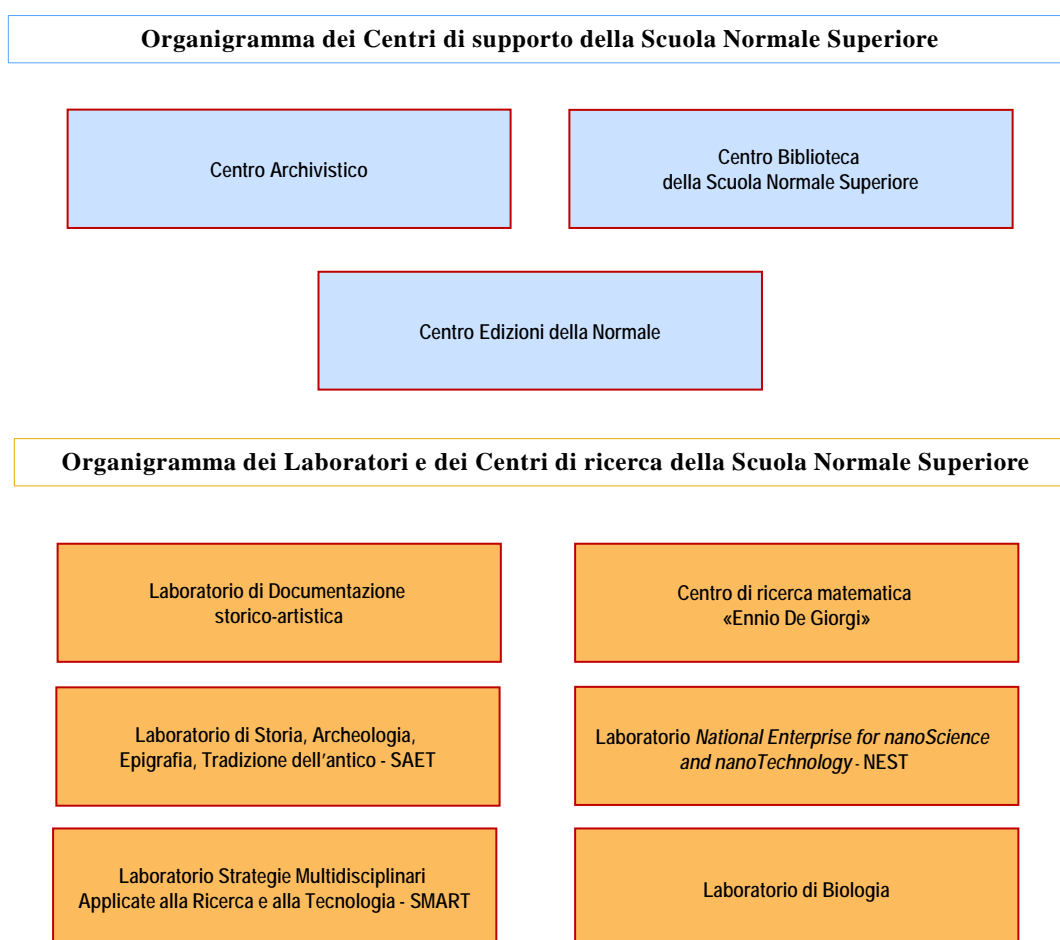 Organigramma dei Centri di supporto della Scuola Normale Superiore
Centro Archivistico
Centro Biblioteca
della Scuola Normale Superiore
Centro Edizioni della Normale
Organigramma dei Laboratori e dei Centri di ricerca della Scuola Normale Superiore
Laboratorio di Documentazione
storico-artistica
Centro di ricerca matematica
«Ennio De Giorgi»
Laboratorio di Storia, Archeologia,
Epigrafia, Tradizione dell'antico - SAET
Laboratorio National Enterprise for nanoScience
and nanoTechnology - NEST
Laboratorio Strategie Multidisciplinari
Applicate alla Ricerca e alla Tecnologia - SMART
Laboratorio di Biologia